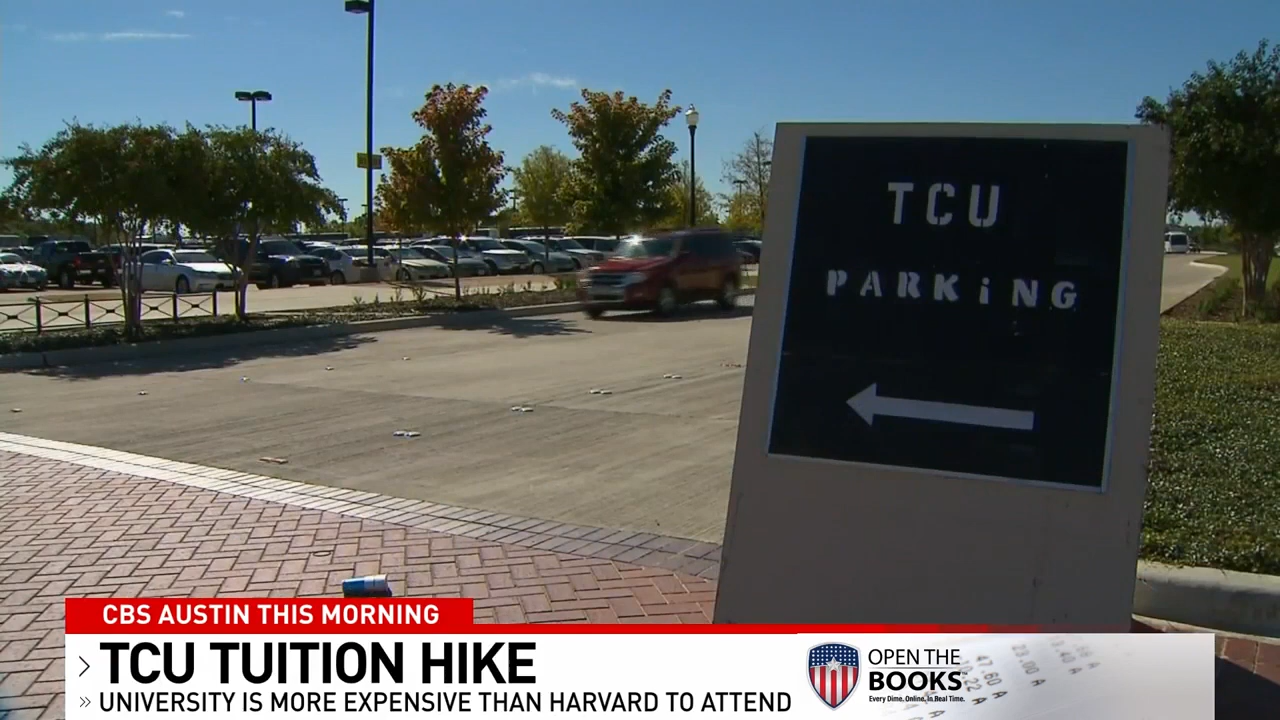 TCU
PARKiNG
CBS AUSTIN THIS MORNING
TCU TUITION HIKE
UNIVERSITY IS MORE EXPENSIVE THAN HARVARD TO ATTEND
OPEN THE
BOOKS
Every Dime. Online. In Real Time.